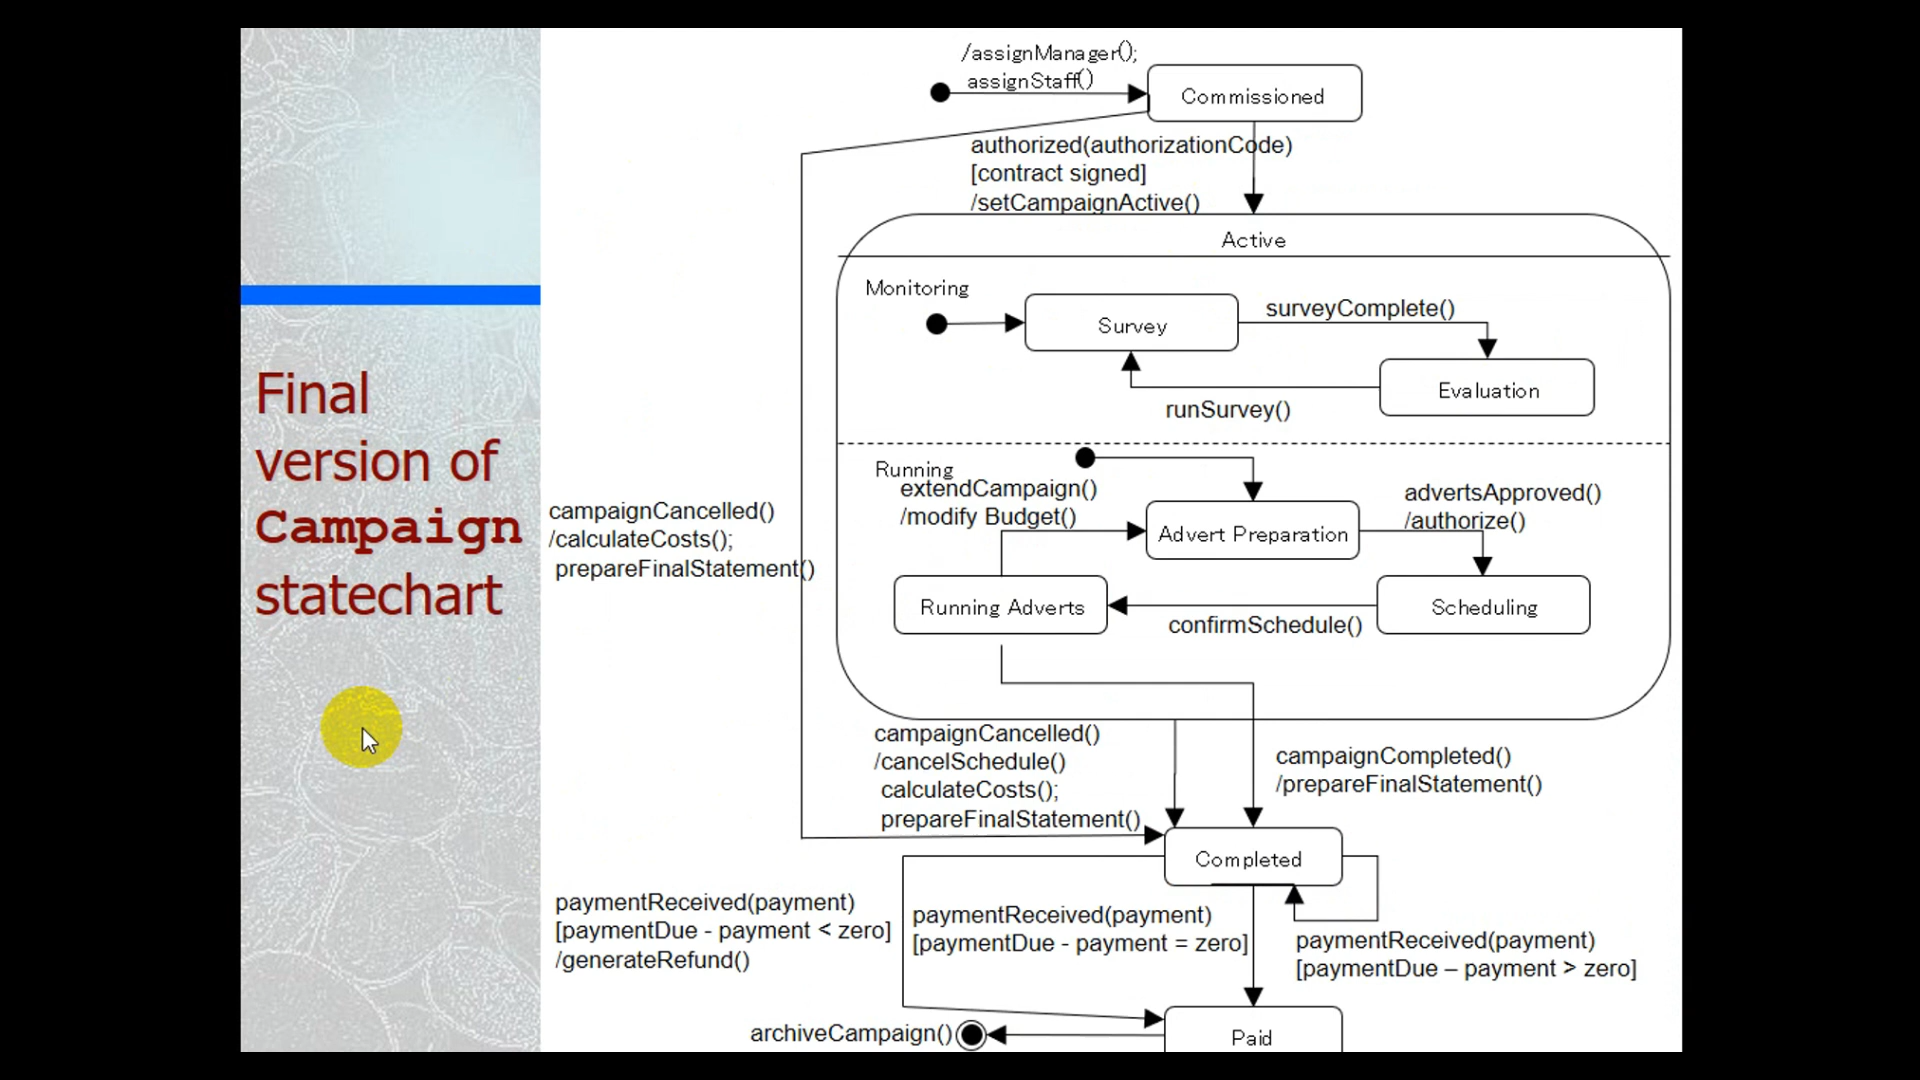 Final
version of
Campaign
statechart
/assignManager();
assignStaff()
Commissioned
authorized(authorizationCode)
[contract signed]
/setCampaignActive()
Active
Monitoring
Survey
surveyComplete()
Evaluation
runSurvey()
Running
extendCampaign()
/modify Budget()
Advert Preparation
advertsApproved()
/authorize()
Running Adverts
confirmSchedule()
Scheduling
campaignCancelled()
/calculateCosts();
prepareFinalStatement()
campaignCancelled()
/cancelSchedule()
calculateCosts();
prepareFinalStatement()
campaignCompleted()
/prepareFinalStatement()
Completed
paymentReceived(payment)
[paymentDue - payment < zero]
/generateRefund()
paymentReceived(payment)
[paymentDue - payment = zero]
paymentReceived(payment)
[paymentDue – payment > zero]
archiveCampaign()
Paid